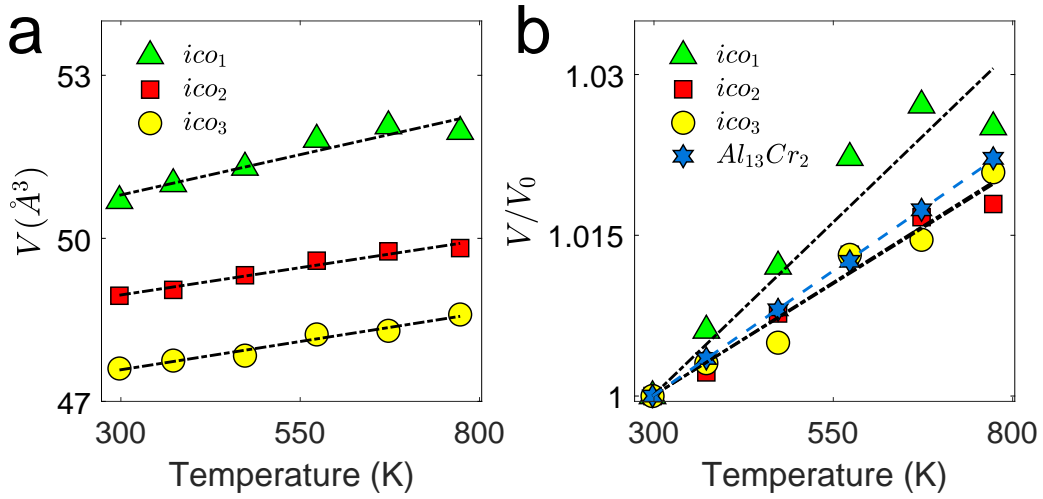 a
53
50
47
V(Å³)
ico₁
ico₂
ico₃
300
550
800
Temperature (K)
b
1.03
1.015
1
V/V₀
ico₁
ico₂
ico₃
Al₁₃Cr₂
300
550
800
Temperature (K)